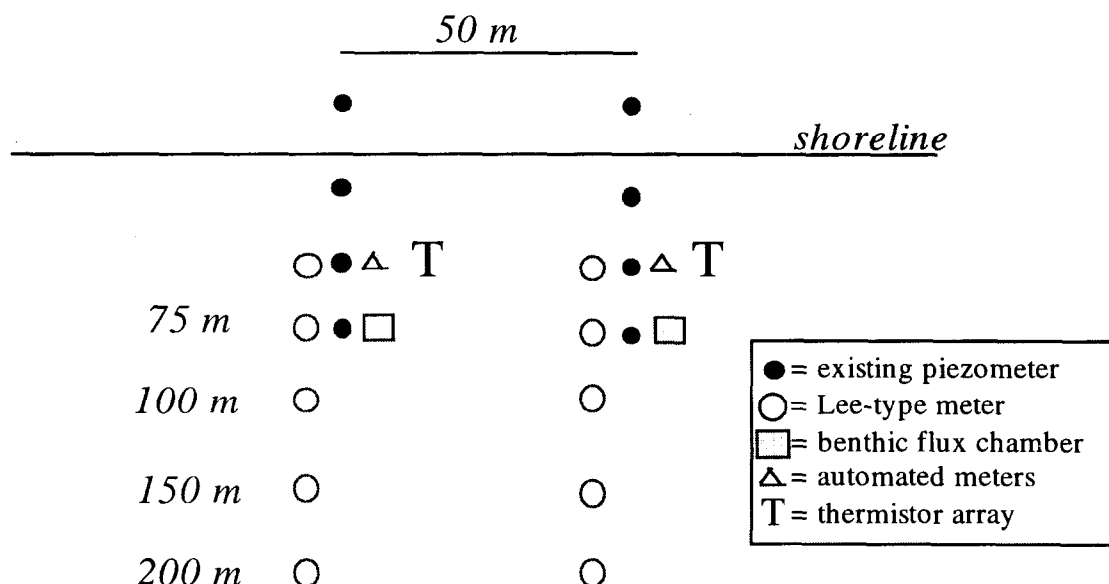 50 m
shoreline
T T
75 m
100 m
150 m
200 m
= existing piezometer
= Lee-type meter
= benthic flux chamber
= automated meters
T = thermistor array